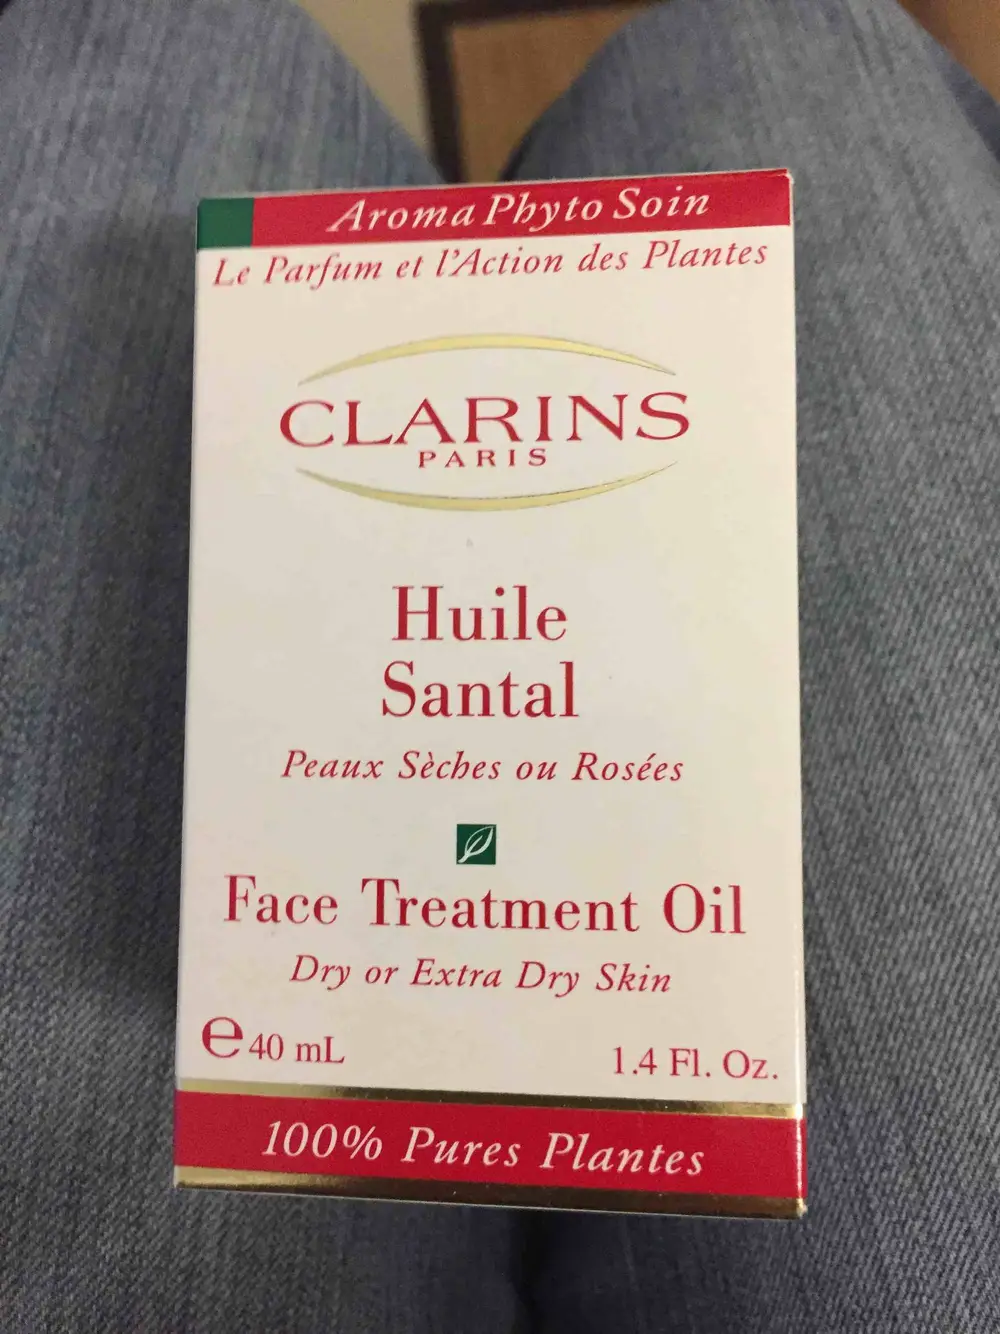 Aroma Phyto Soin
Le Parfum et l'Action des Plantes
CLARINS
PARIS
Huile
Santal
Peaux Sèches ou Rosées
Face Treatment Oil
Dry or Extra Dry Skin
℮ 40 mL 1.4 Fl. Oz.
100% Pures Plantes